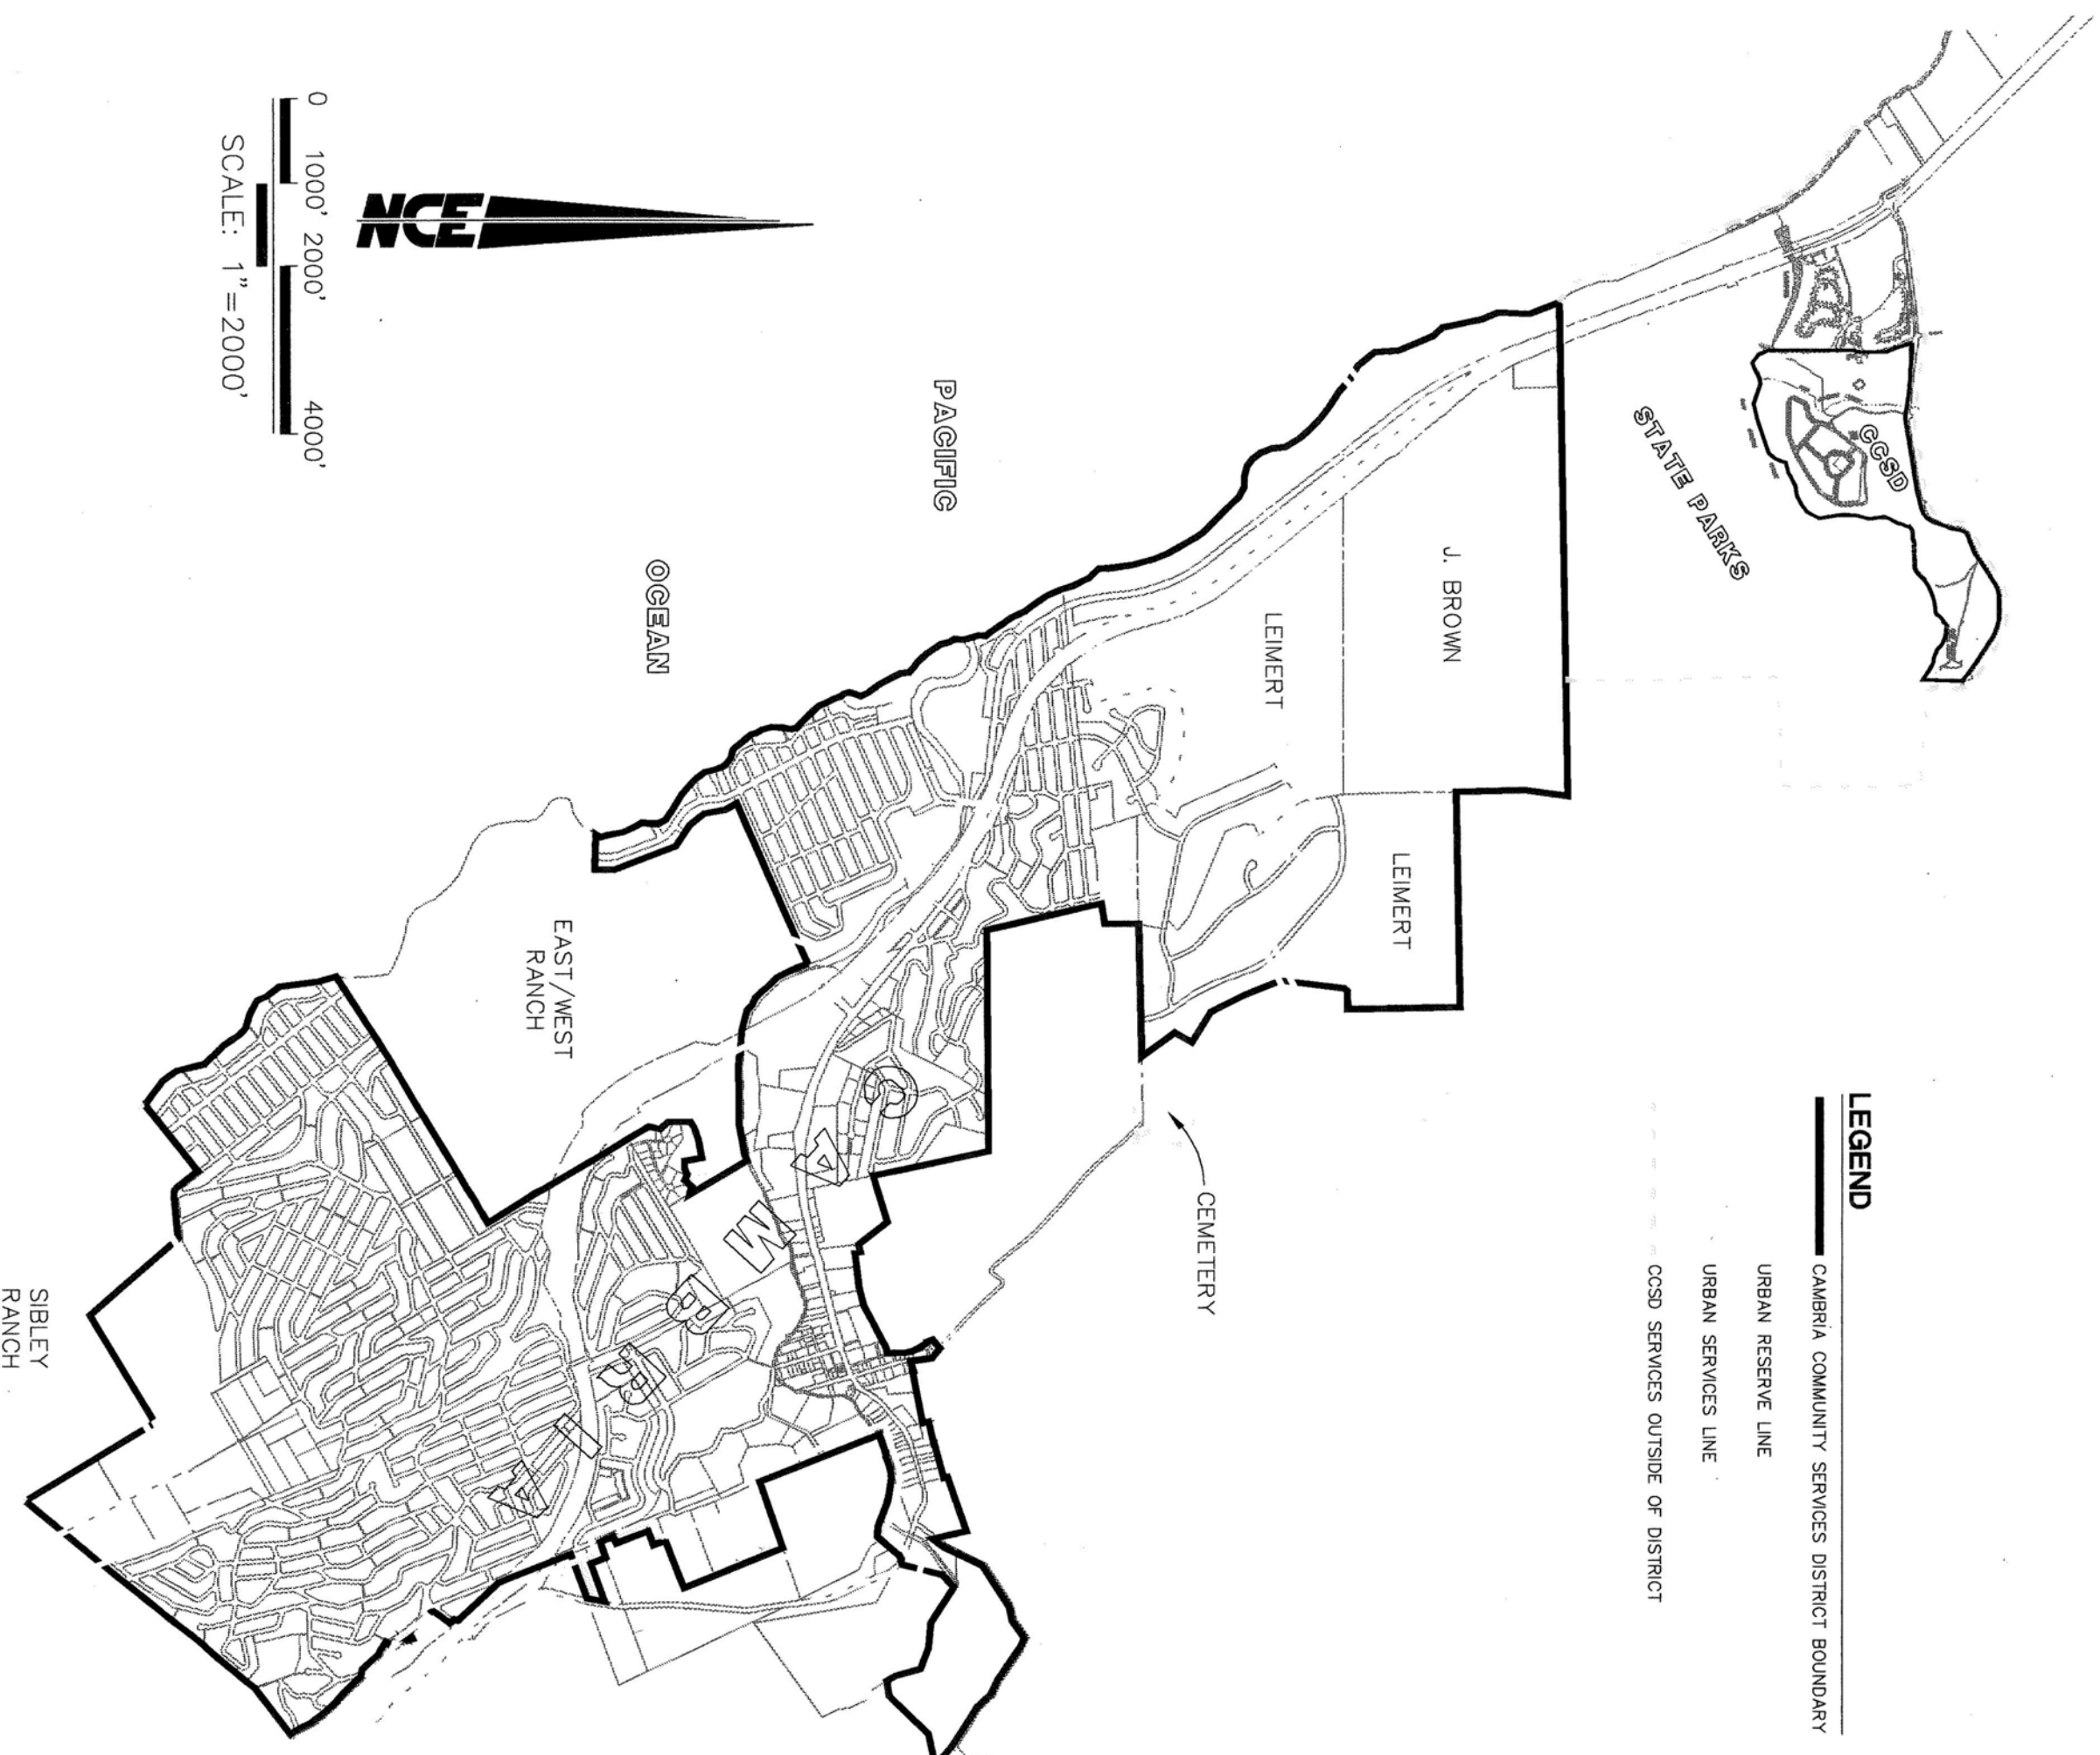 LEGEND
CAMBRIA COMMUNITY SERVICES DISTRICT BOUNDARY
URBAN RESERVE LINE
URBAN SERVICES LINE
CCSD SERVICES OUTSIDE OF DISTRICT
CCSD
STATE PARKS
J. BROWN
LEIMERT
LEIMERT
CEMETERY
PACIFIC
OCEAN
EAST/WEST
RANCH
CAMBRIA
SIBLEY
RANCH
NCE
0 1000' 2000' 4000'
SCALE: 1"=2000'